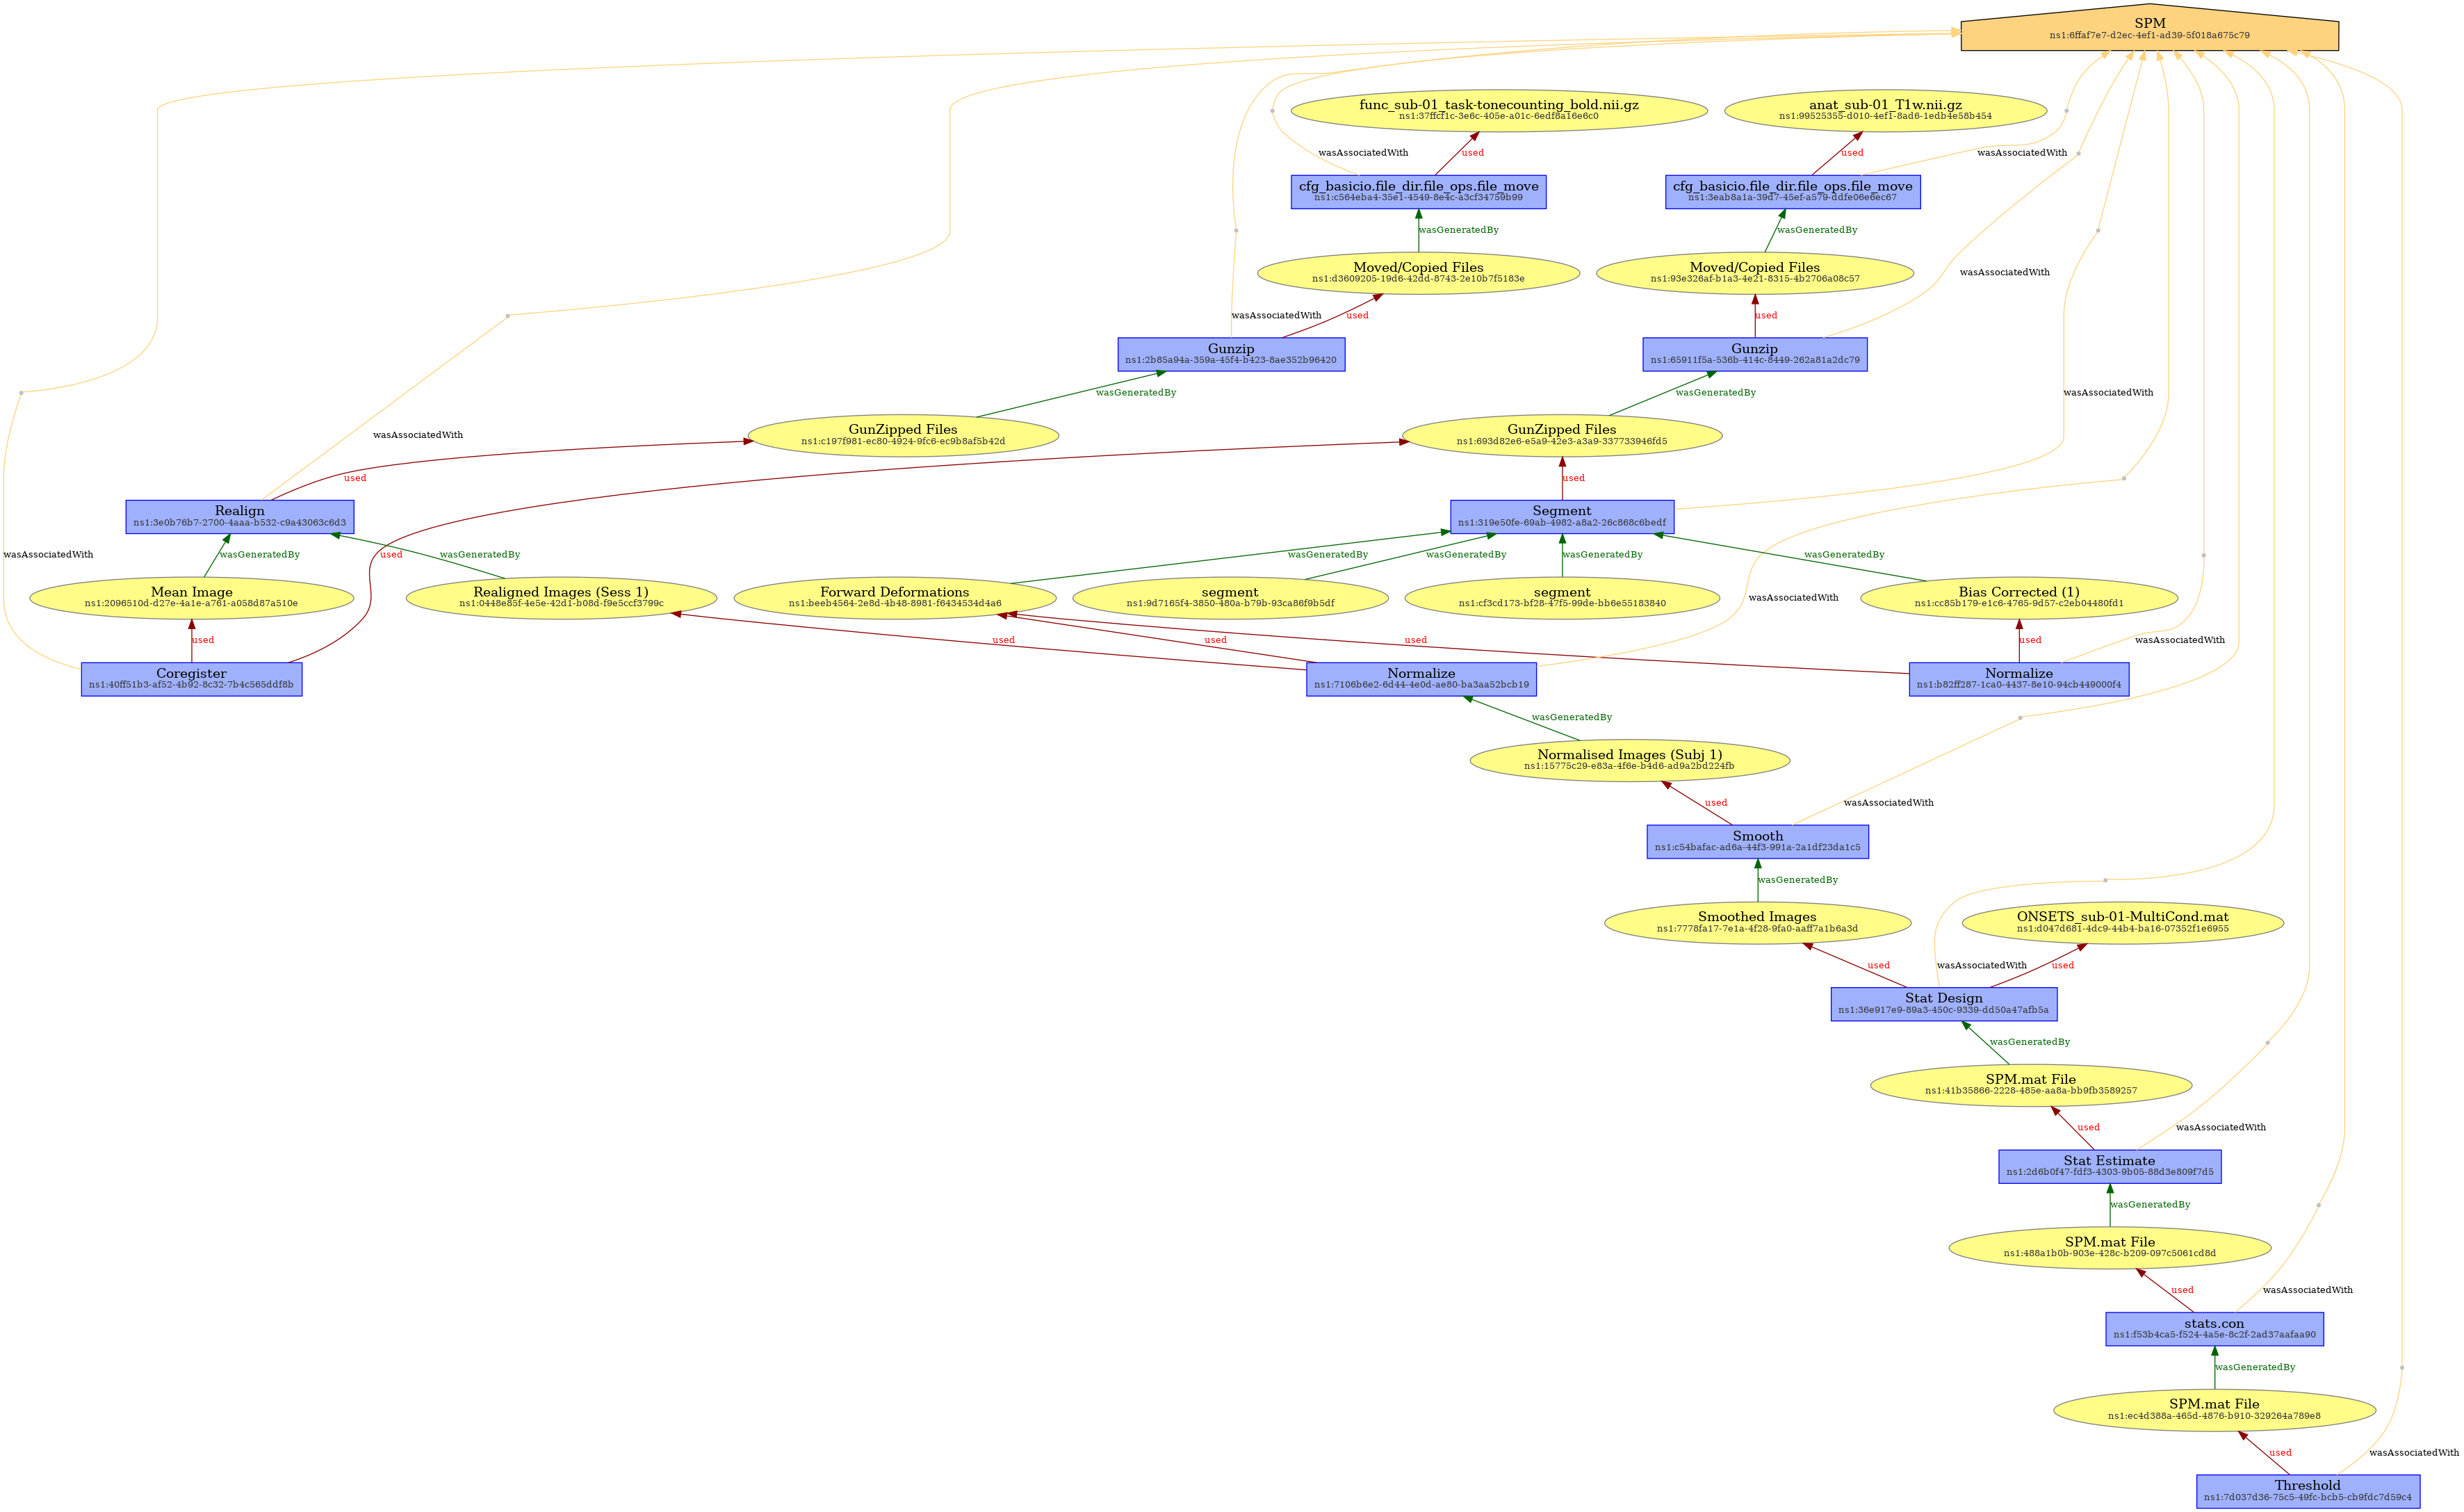 SPM
ns1:6ffaf7e7-d2ec-4ef1-ad39-5f018a675c79
func_sub-01_task-tonecounting_bold.nii.gz
ns1:37ffcf1c-3e6c-405e-a01c-6edf8a16e6c0
anat_sub-01_T1w.nii.gz
ns1:99525355-d010-4ef1-8ad6-1edb4e58b454
wasAssociatedWith
used
used
wasAssociatedWith
cfg_basicio.file_dir.file_ops.file_move
ns1:c564eba4-35e1-4549-8e4c-a3cf34759b99
cfg_basicio.file_dir.file_ops.file_move
ns1:3eab8a1a-39d7-45ef-a579-ddfe06e6ec67
wasGeneratedBy
wasGeneratedBy
Moved/Copied Files
ns1:d3609205-19d6-42dd-8743-2e10b7f5183e
Moved/Copied Files
ns1:93e326af-b1a3-4e21-8315-4b2706a08c57
wasAssociatedWith
wasAssociatedWith
used
used
Gunzip
ns1:2b85a94a-359a-45f4-b423-8ae352b96420
Gunzip
ns1:65911f5a-536b-414c-8449-262a81a2dc79
wasGeneratedBy
wasGeneratedBy
wasAssociatedWith
GunZipped Files
ns1:c197f981-ec80-4924-9fc6-ec9b8af5b42d
GunZipped Files
ns1:693d82e6-e5a9-42e3-a3a9-337733946fd5
wasAssociatedWith
used
used
Realign
ns1:3e0b76b7-2700-4aaa-b532-c9a43063c6d3
Segment
ns1:319e50fe-69ab-4982-a8a2-26c868c6bedf
wasAssociatedWith
wasGeneratedBy
used
wasGeneratedBy
wasGeneratedBy
wasGeneratedBy
wasGeneratedBy
wasGeneratedBy
Mean Image
ns1:2096510d-d27e-4a1e-a761-a058d87a510e
Realigned Images (Sess 1)
ns1:0448e85f-4e5e-42d1-b08d-f9e5ccf3799c
Forward Deformations
ns1:beeb4564-2e8d-4b48-8981-f6434534d4a6
segment
ns1:9d7165f4-3850-480a-b79b-93ca86f9b5df
segment
ns1:cf3cd173-bf28-47f5-99de-bb6e55183840
wasAssociatedWith
Bias Corrected (1)
ns1:cc85b179-e1c6-4765-9d57-c2eb04480fd1
used
used
used
used
used
wasAssociatedWith
Coregister
ns1:40ff51b3-af52-4b92-8c32-7b4c565ddf8b
Normalize
ns1:7106b6e2-6d44-4e0d-ae80-ba3aa52bcb19
Normalize
ns1:b82ff287-1ca0-4437-8e10-94cb449000f4
wasGeneratedBy
Normalised Images (Subj 1)
ns1:15775c29-e83a-4f6e-b4d6-ad9a2bd224fb
used
wasAssociatedWith
Smooth
ns1:c54bafac-ad6a-44f3-991a-2a1df23da1c5
wasGeneratedBy
Smoothed Images
ns1:7778fa17-7e1a-4f28-9fa0-aaff7a1b6a3d
ONSETS_sub-01-MultiCond.mat
ns1:d047d681-4dc9-44b4-ba16-07352f1e6955
used
wasAssociatedWith
used
Stat Design
ns1:36e917e9-89a3-450c-9339-dd50a47afb5a
wasGeneratedBy
SPM.mat File
ns1:41b35866-2228-485e-aa8a-bb9fb3589257
used
wasAssociatedWith
Stat Estimate
ns1:2d6b0f47-fdf3-4303-9b05-88d3e809f7d5
wasGeneratedBy
SPM.mat File
ns1:488a1b0b-903e-428c-b209-097c5061cd8d
used
wasAssociatedWith
stats.con
ns1:f53b4ca5-f524-4a5e-8c2f-2ad37aafaa90
wasGeneratedBy
SPM.mat File
ns1:ec4d388a-465d-4876-b910-329264a789e8
used
wasAssociatedWith
Threshold
ns1:7d037d36-75c5-49fc-bcb5-cb9fdc7d59c4